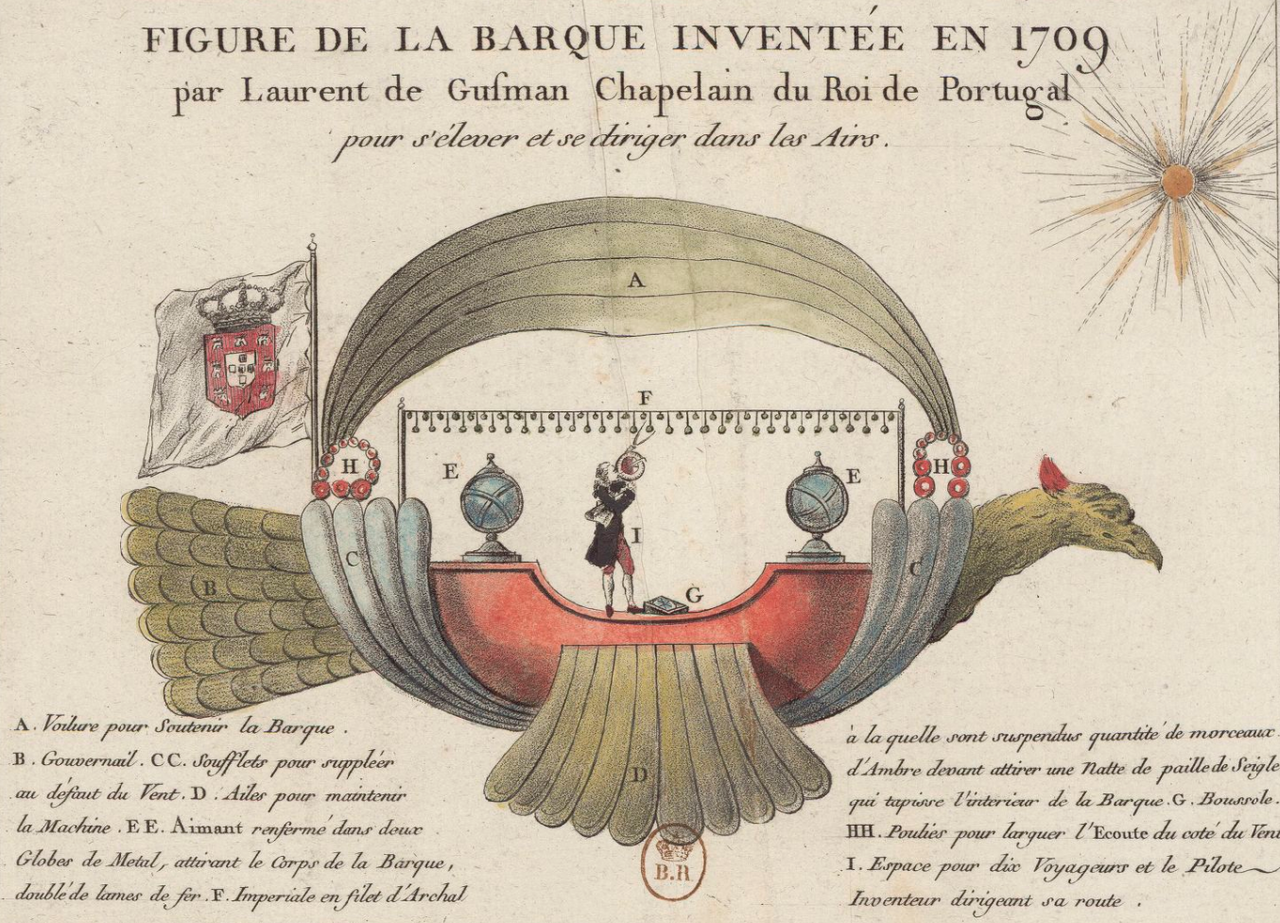 FIGURE DE LA BARQUE INVENTÉE EN 1709
par Laurent de Guſman Chapelain du Roi de Portugal
pour s'élever et se diriger dans les Airs.
A
F
H
H
E
E
I
C
C
B
G
D
A. Voilure pour Soutenir la Barque.
B. Gouvernail. CC. Soufflets pour suppléér
au défaut du Vent. D. Ailes pour maintenir
la Machine. EE. Aimant renfermé dans deux
Globes de Metal, attirant le Corps de la Barque,
doublé de lames de fer. F. Imperiale en filet d'Archal
à la quelle sont suspendus quantité de morceaux
d'Ambre devant attirer une Natte de paille de Seigle
qui tapisse l'interieur de la Barque. G. Boussole.
HH. Pouliés pour larguer l'Ecoute du coté du Vent
I. Espace pour dix Voyageurs et le Pilote
Inventeur dirigeant sa route.
B.R